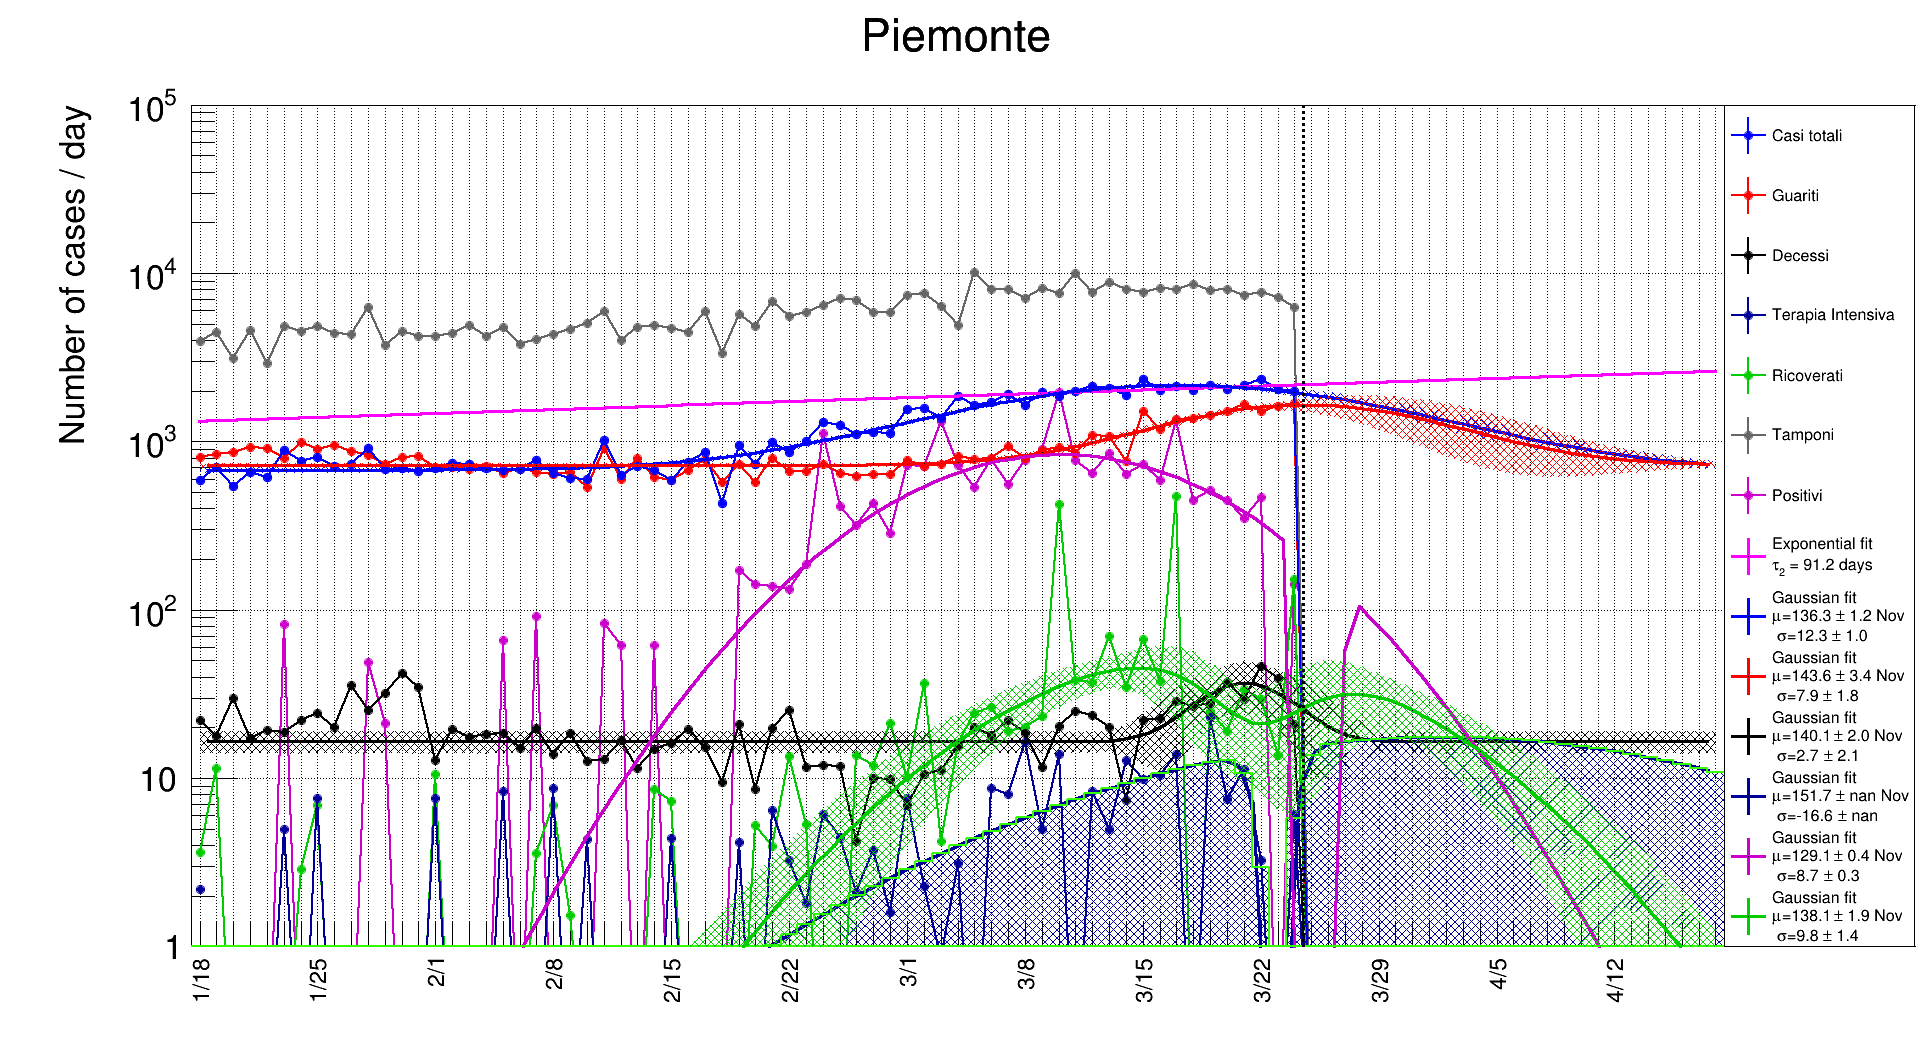 Piemonte
Number of cases / day
10^5
10^4
10^3
10^2
10
1
1/18
1/25
2/1
2/8
2/15
2/22
3/1
3/8
3/15
3/22
3/29
4/5
4/12
Casi totali
Guariti
Decessi
Terapia Intensiva
Ricoverati
Tamponi
Positivi
Exponential fit
τ₂ = 91.2 days
Gaussian fit
μ=136.3 ± 1.2 Nov
σ=12.3 ± 1.0
Gaussian fit
μ=143.6 ± 3.4 Nov
σ=7.9 ± 1.8
Gaussian fit
μ=140.1 ± 2.0 Nov
σ=2.7 ± 2.1
Gaussian fit
μ=151.7 ± nan Nov
σ=-16.6 ± nan
Gaussian fit
μ=129.1 ± 0.4 Nov
σ=8.7 ± 0.3
Gaussian fit
μ=138.1 ± 1.9 Nov
σ=9.8 ± 1.4